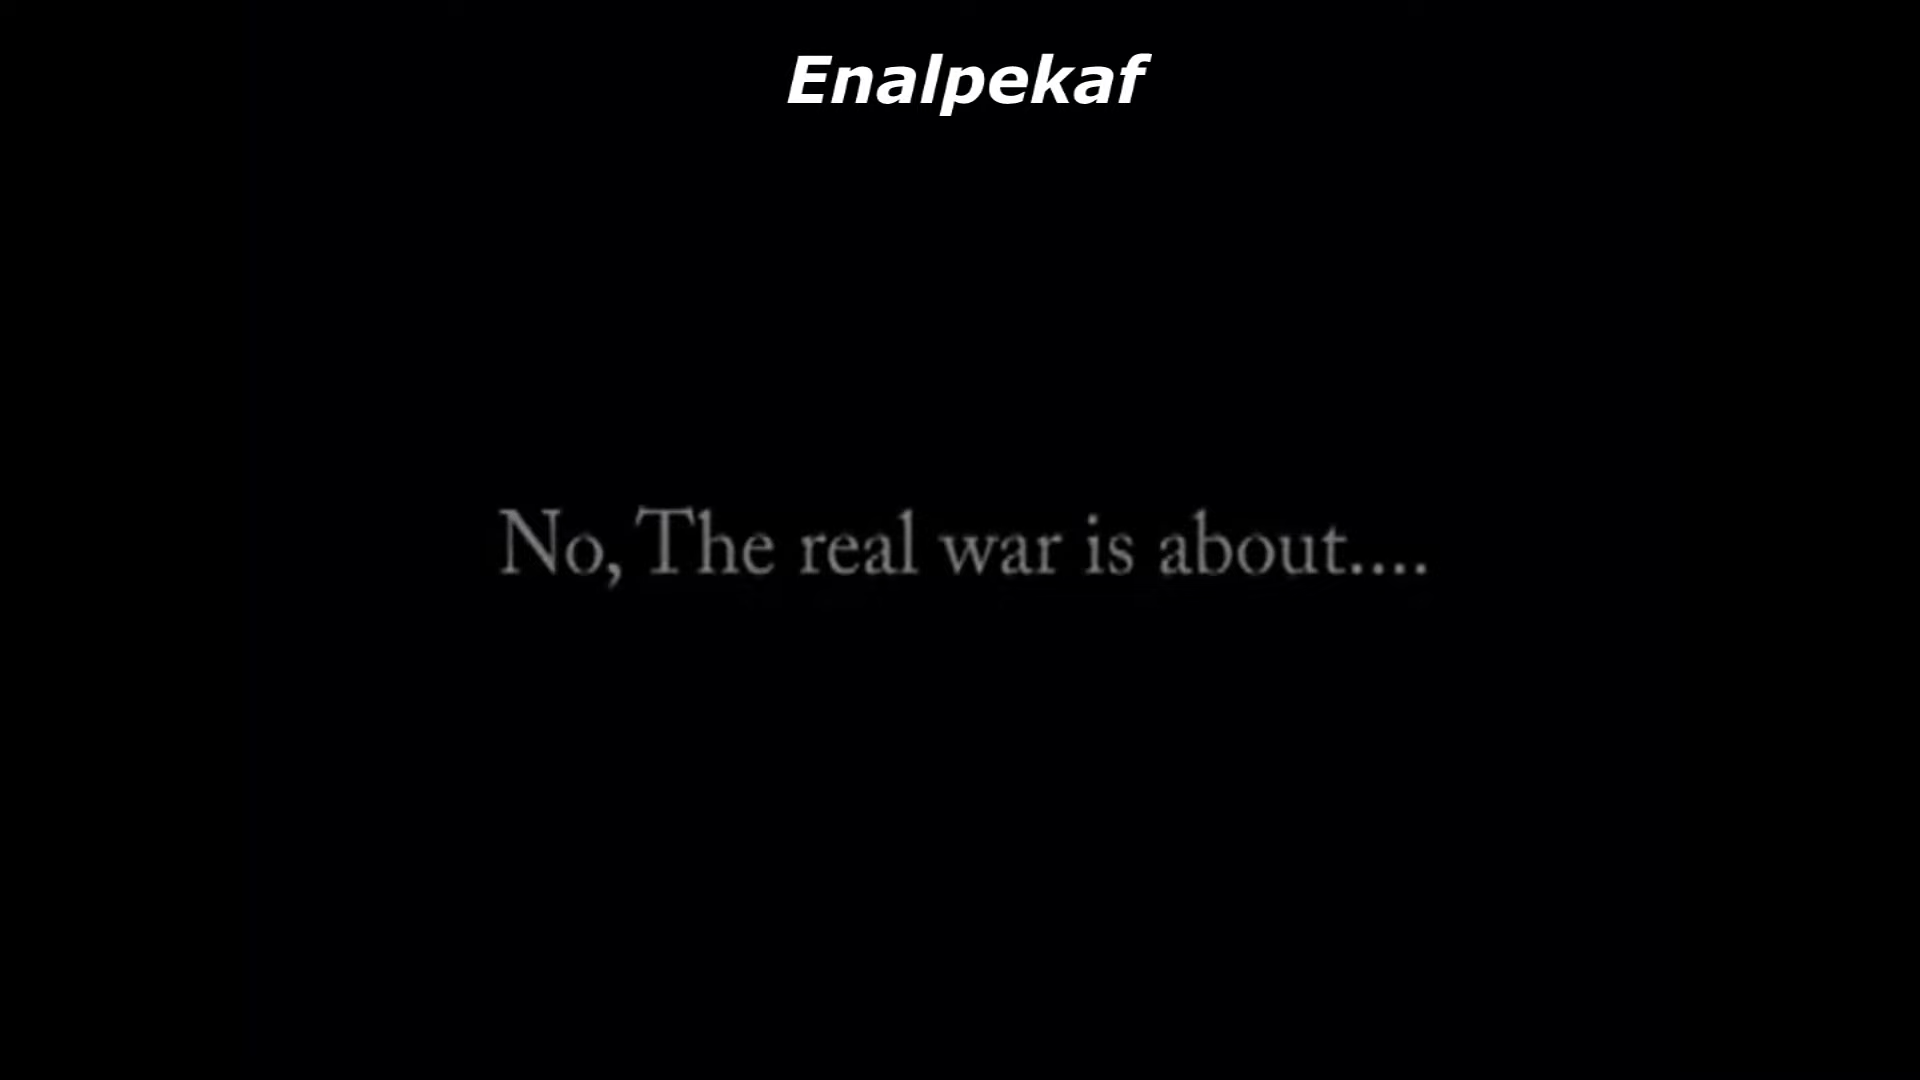 Enalpekaf
No, The real war is about....